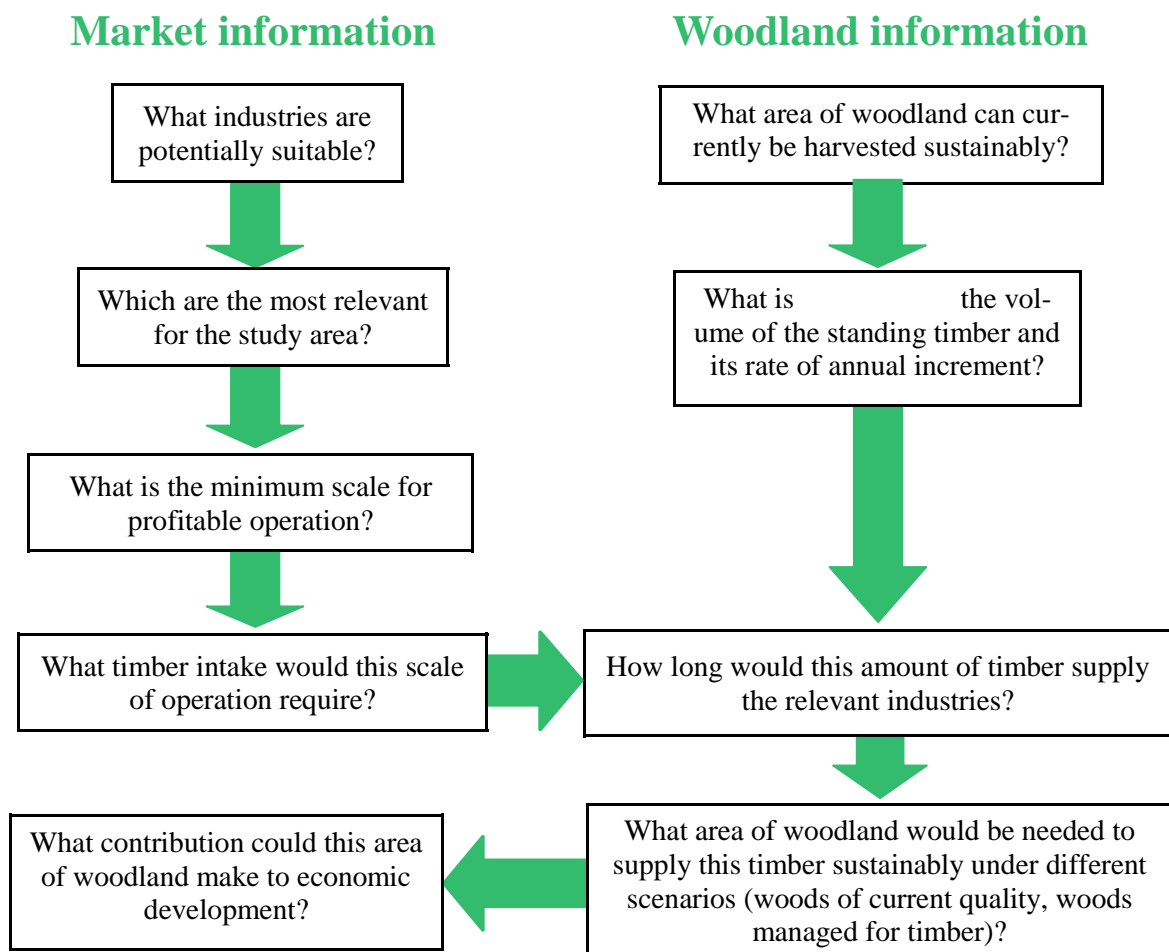 Market information
What industries are
potentially suitable?
Which are the most relevant
for the study area?
What is the minimum scale for
profitable operation?
What timber intake would this scale
of operation require?
What contribution could this area
of woodland make to economic
development?
Woodland information
What area of woodland can cur-
rently be harvested sustainably?
What is the vol-
ume of the standing timber and
its rate of annual increment?
How long would this amount of timber supply
the relevant industries?
What area of woodland would be needed to
supply this timber sustainably under different
scenarios (woods of current quality, woods
managed for timber)?